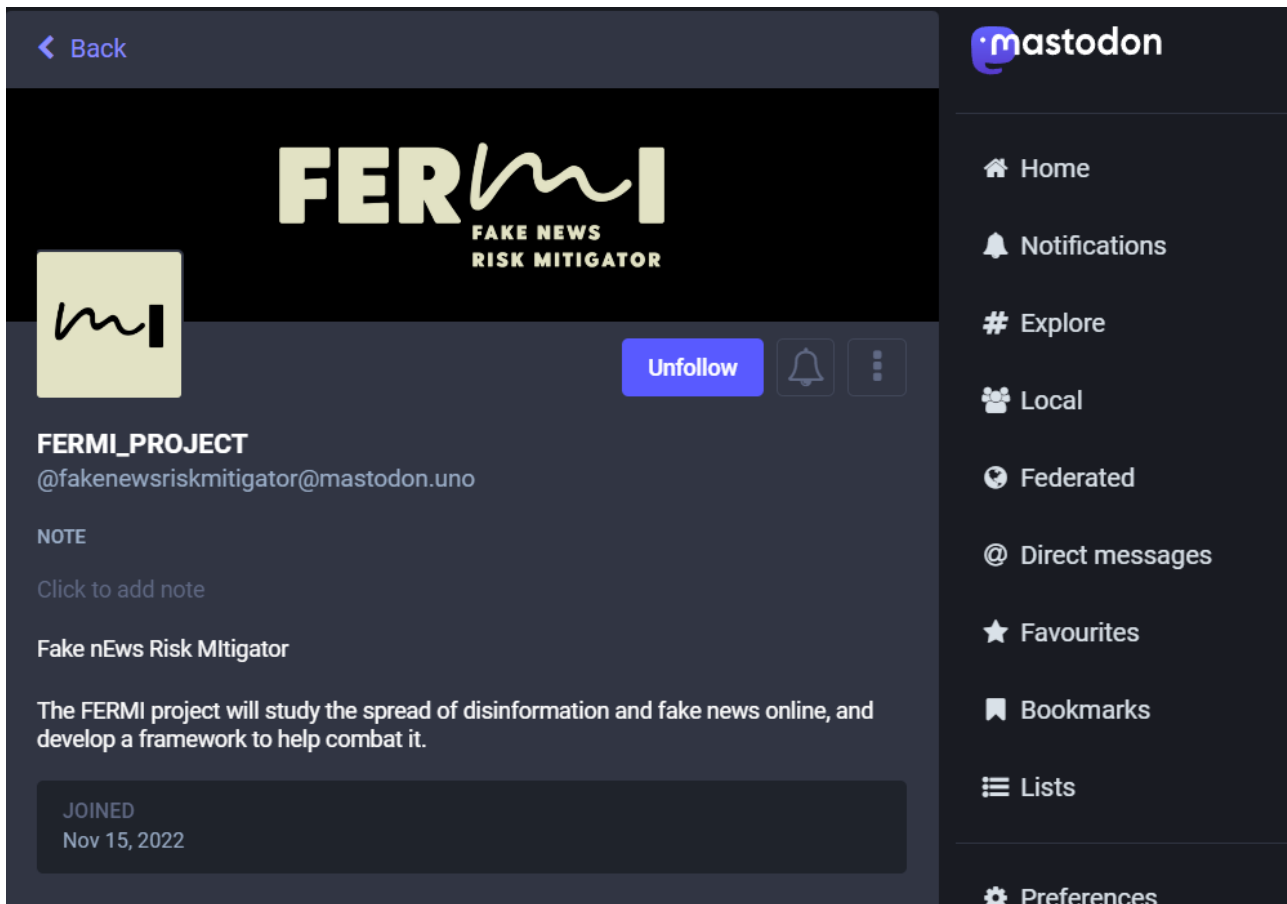 Back
FERMI
FAKE NEWS
RISK MITIGATOR
mI
Unfollow
FERMI_PROJECT
@fakenewsriskmitigator@mastodon.uno
NOTE
Click to add note
Fake nEws Risk MItigator
The FERMI project will study the spread of disinformation and fake news online, and
develop a framework to help combat it.
JOINED
Nov 15, 2022
mastodon
Home
Notifications
Explore
Local
Federated
Direct messages
Favourites
Bookmarks
Lists
Preferences